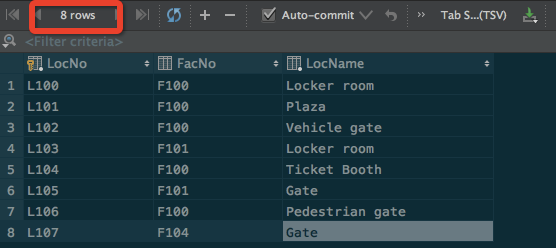 8 rows Auto-commit >> Tab S...(TSV)
<Filter criteria>
LocNo FacNo LocName
1 L100 F100 Locker room
2 L101 F100 Plaza
3 L102 F100 Vehicle gate
4 L103 F101 Locker room
5 L104 F100 Ticket Booth
6 L105 F101 Gate
7 L106 F100 Pedestrian gate
8 L107 F104 Gate